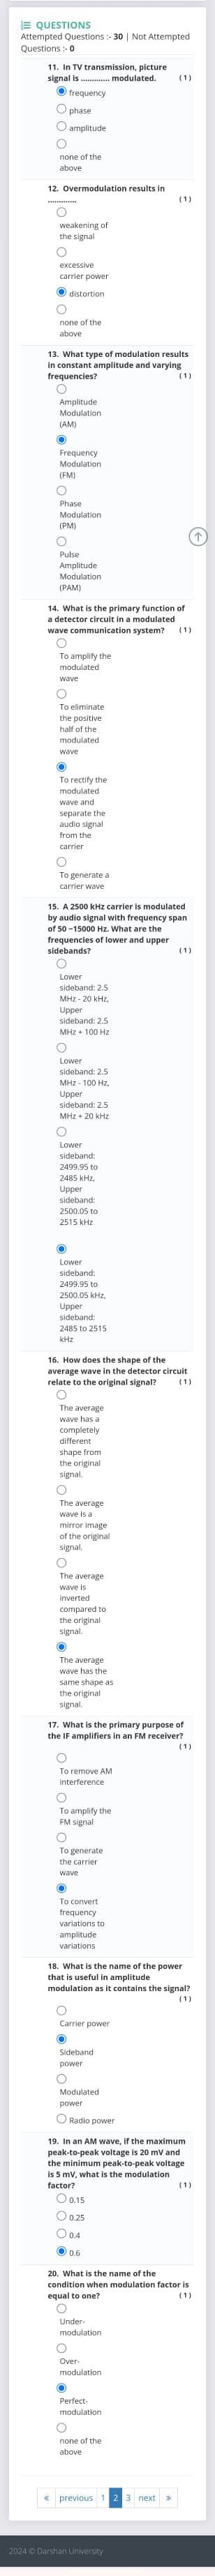 QUESTIONS
Attempted Questions :- 30 | Not Attempted
Questions :- 0
11. In TV transmission, picture
signal is ............. modulated. ( 1 )
frequency
phase
amplitude
none of the
above
12. Overmodulation results in
............. ( 1 )
weakening of
the signal
excessive
carrier power
distortion
none of the
above
13. What type of modulation results
in constant amplitude and varying
frequencies? ( 1 )
Amplitude
Modulation
(AM)
Frequency
Modulation
(FM)
Phase
Modulation
(PM)
Pulse
Amplitude
Modulation
(PAM)
14. What is the primary function of
a detector circuit in a modulated
wave communication system? ( 1 )
To amplify the
modulated
wave
To eliminate
the positive
half of the
modulated
wave
To rectify the
modulated
wave and
separate the
audio signal
from the
carrier
To generate a
carrier wave
15. A 2500 kHz carrier is modulated
by audio signal with frequency span
of 50 −15000 Hz. What are the
frequencies of lower and upper
sidebands? ( 1 )
Lower
sideband: 2.5
MHz - 20 kHz,
Upper
sideband: 2.5
MHz + 100 Hz
Lower
sideband: 2.5
MHz - 100 Hz,
Upper
sideband: 2.5
MHz + 20 kHz
Lower
sideband:
2499.95 to
2485 kHz,
Upper
sideband:
2500.05 to
2515 kHz
Lower
sideband:
2499.95 to
2500.05 kHz,
Upper
sideband:
2485 to 2515
kHz
16. How does the shape of the
average wave in the detector circuit
relate to the original signal? ( 1 )
The average
wave has a
completely
different
shape from
the original
signal.
The average
wave is a
mirror image
of the original
signal.
The average
wave is
inverted
compared to
the original
signal.
The average
wave has the
same shape as
the original
signal.
17. What is the primary purpose of
the IF amplifiers in an FM receiver?
( 1 )
To remove AM
interference
To amplify the
FM signal
To generate
the carrier
wave
To convert
frequency
variations to
amplitude
variations
18. What is the name of the power
that is useful in amplitude
modulation as it contains the signal?
( 1 )
Carrier power
Sideband
power
Modulated
power
Radio power
19. In an AM wave, if the maximum
peak-to-peak voltage is 20 mV and
the minimum peak-to-peak voltage
is 5 mV, what is the modulation
factor? ( 1 )
0.15
0.25
0.4
0.6
20. What is the name of the
condition when modulation factor is
equal to one? ( 1 )
Under-
modulation
Over-
modulation
Perfect-
modulation
none of the
above
« previous 1 2 3 next »
2024 © Darshan University